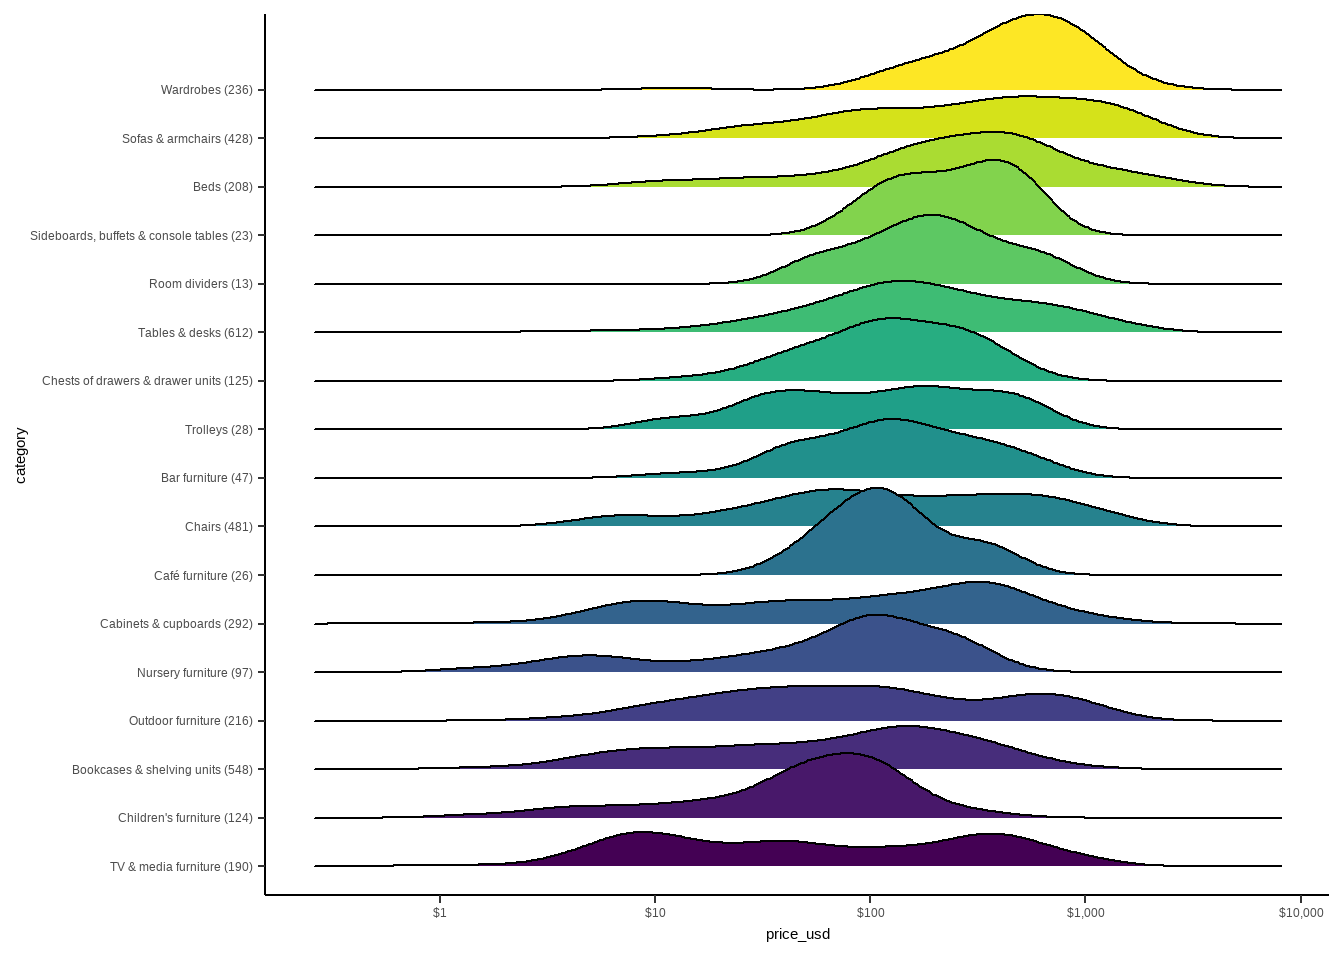 Wardrobes (236)
Sofas & armchairs (428)
Beds (208)
Sideboards, buffets & console tables (23)
Room dividers (13)
Tables & desks (612)
Chests of drawers & drawer units (125)
Trolleys (28)
Bar furniture (47)
Chairs (481)
Café furniture (26)
Cabinets & cupboards (292)
Nursery furniture (97)
Outdoor furniture (216)
Bookcases & shelving units (548)
Children's furniture (124)
TV & media furniture (190)
category
$1 $10 $100 $1,000 $10,000
price_usd